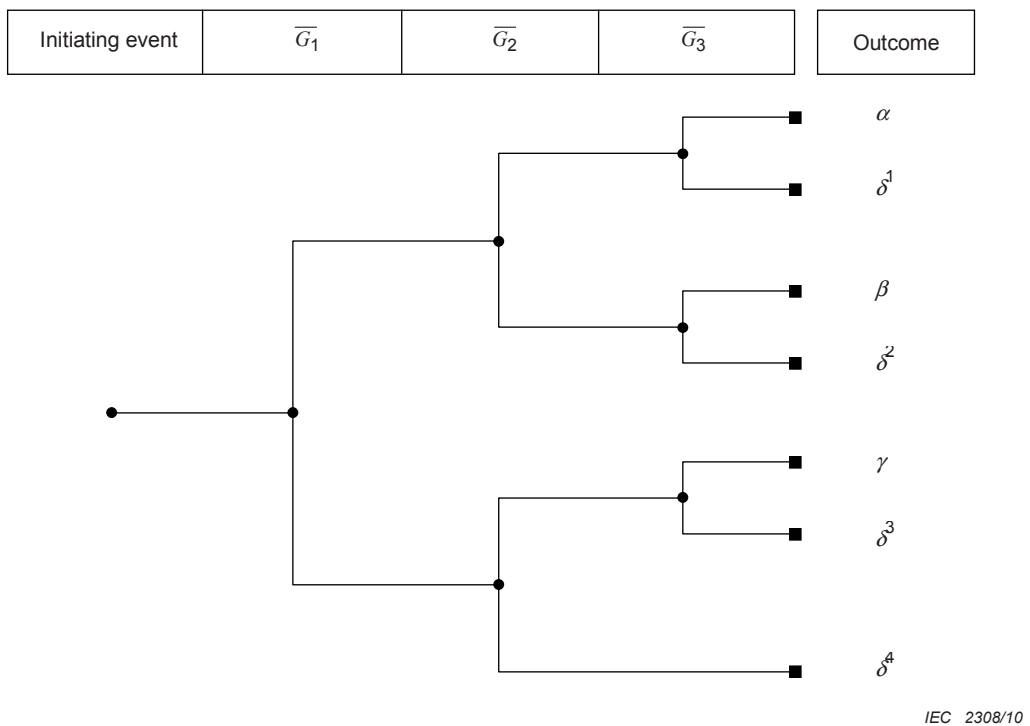 Initiating event G̅₁ G̅₂ G̅₃ Outcome
α
δ¹
β
δ²
γ
δ³
δ⁴
IEC 2308/10